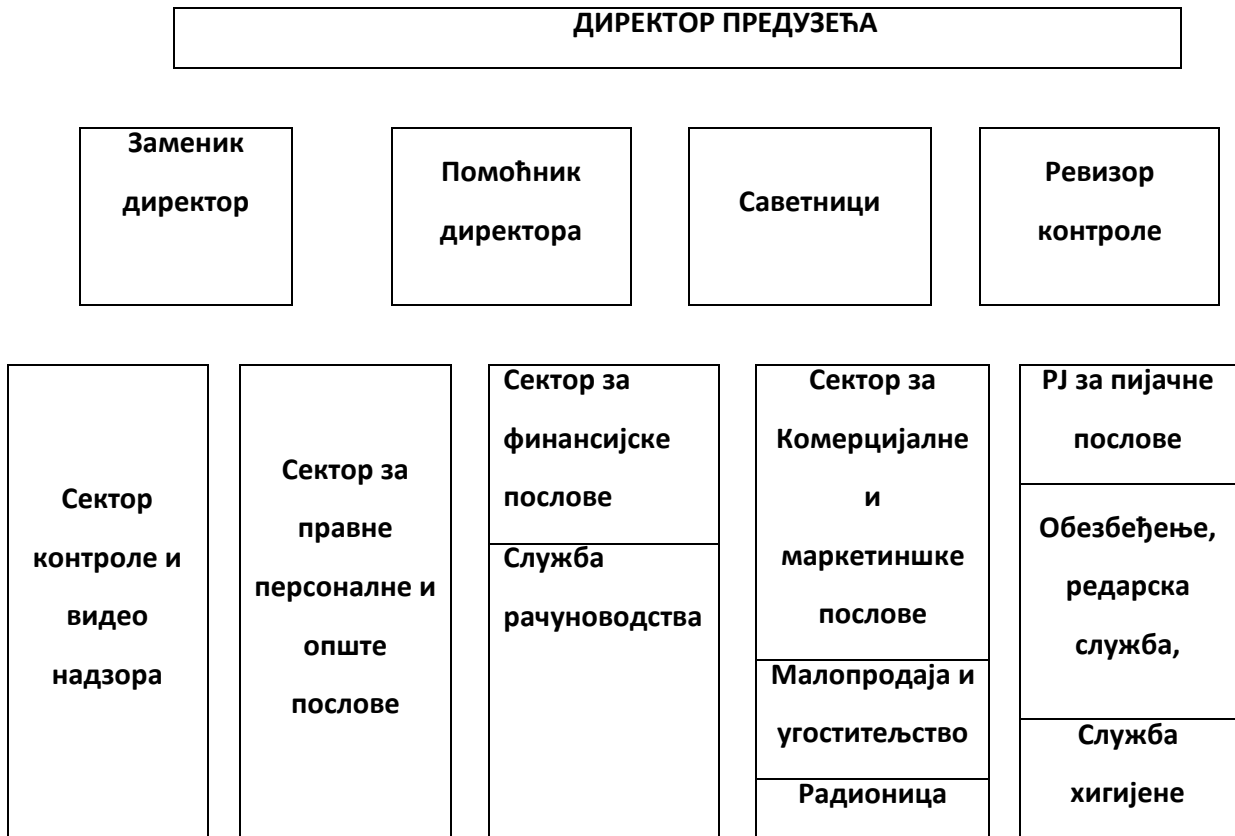 ДИРЕКТОР ПРЕДУЗЕЋА
Заменик
директор
Помоћник
директора
Саветници
Ревизор
контроле
Сектор
контроле и
видео
надзора
Сектор за
правне
персоналне и
опште
послове
Сектор за
финансијске
послове
Служба
рачуноводства
Сектор за
Комерцијалне
и
маркетиншке
послове
Малопродаја и
угоститељство
Радионица
РЈ за пијачне
послове
Обезбеђење,
редарска
служба,
Служба
хигијене